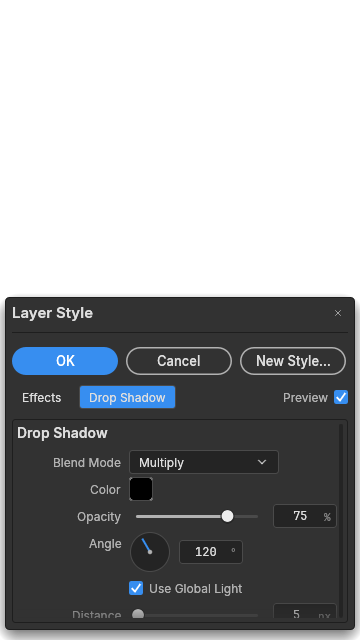 Layer Style ×
OK Cancel New Style...
Effects Drop Shadow Preview
Drop Shadow
Blend Mode Multiply
Color
Opacity 75 %
Angle 120 °
Use Global Light
Distance 5 px